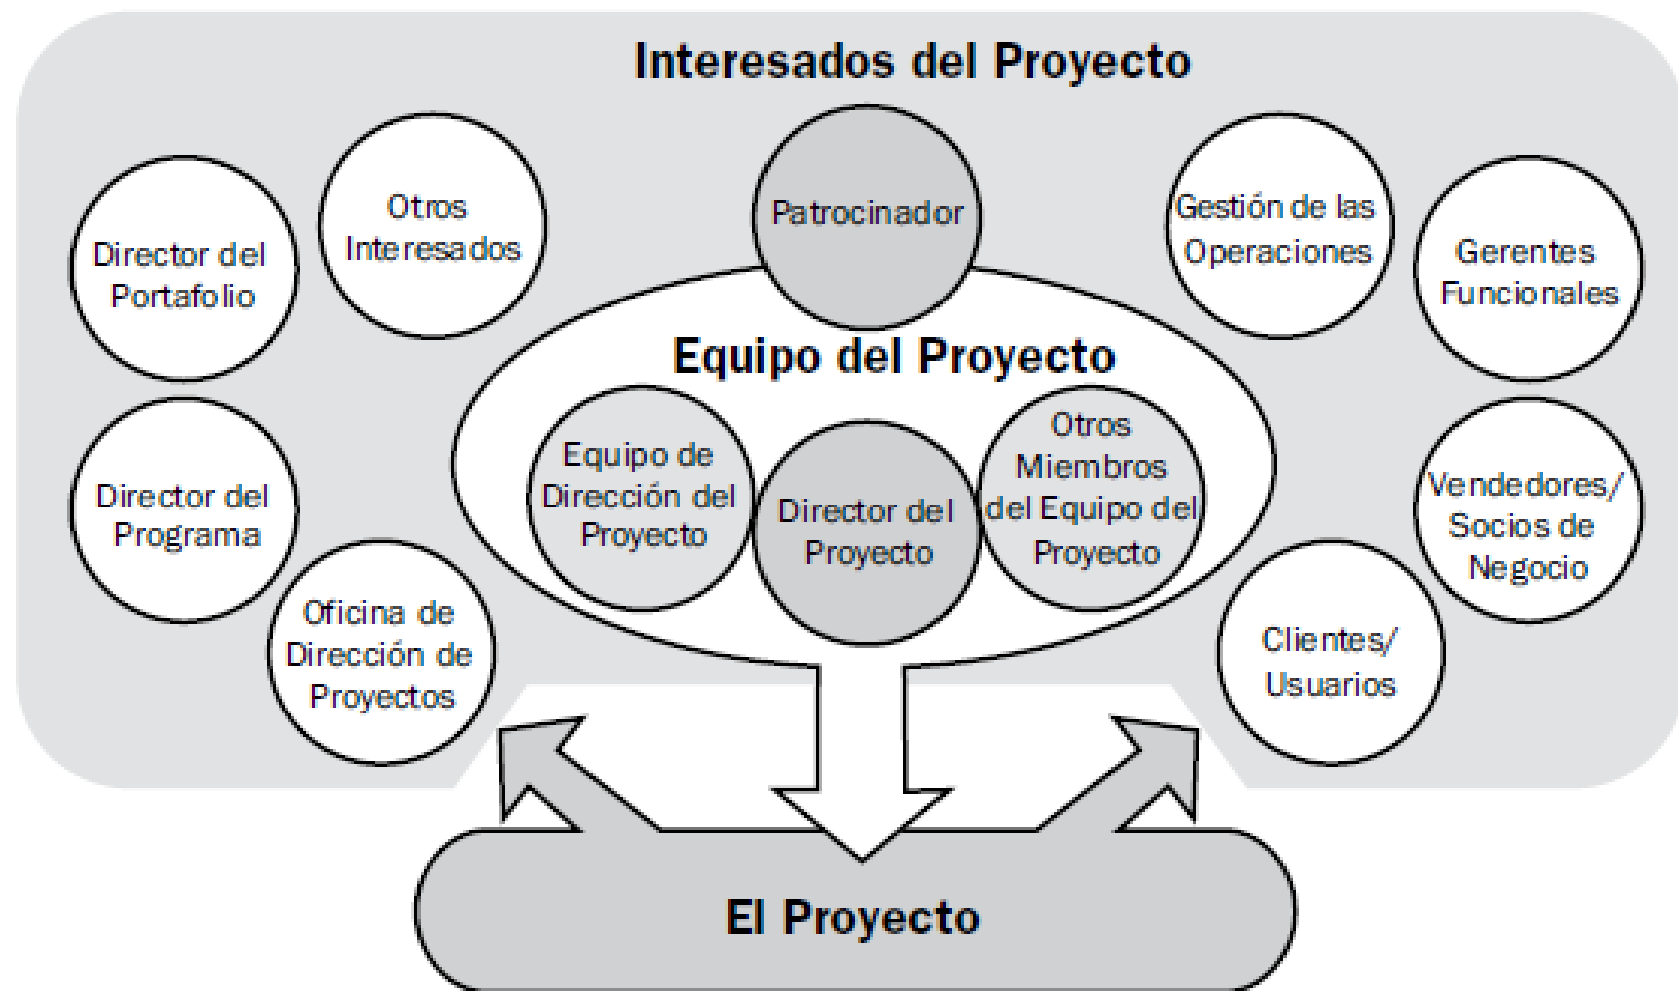 Interesados del Proyecto
Director del
Portafolio
Otros
Interesados
Patrocinador
Gestión de las
Operaciones
Gerentes
Funcionales
Equipo del Proyecto
Equipo de
Dirección del
Proyecto
Director del
Proyecto
Otros
Miembros
del Equipo del
Proyecto
Director del
Programa
Vendedores/
Socios de
Negocio
Oficina de
Dirección de
Proyectos
Clientes/
Usuarios
El Proyecto